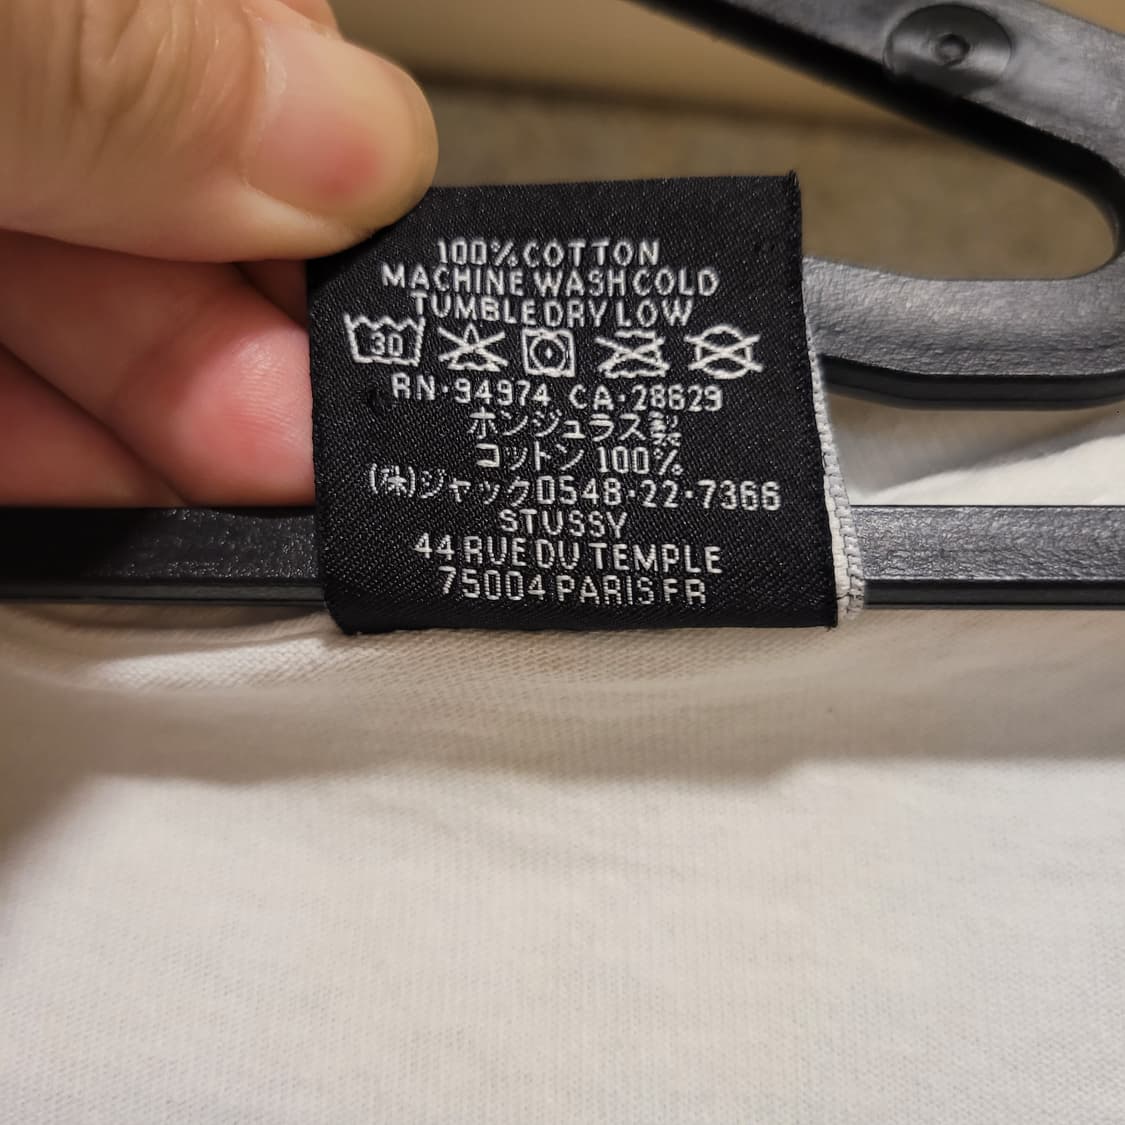 100% COTTON
MACHINE WASH COLD
TUMBLE DRY LOW
30
RN·94974 CA·28629
ホンジュラス製
コットン 100%
(株)ジャック0548·22·7366
STUSSY
44 RUE DU TEMPLE
75004 PARIS FR